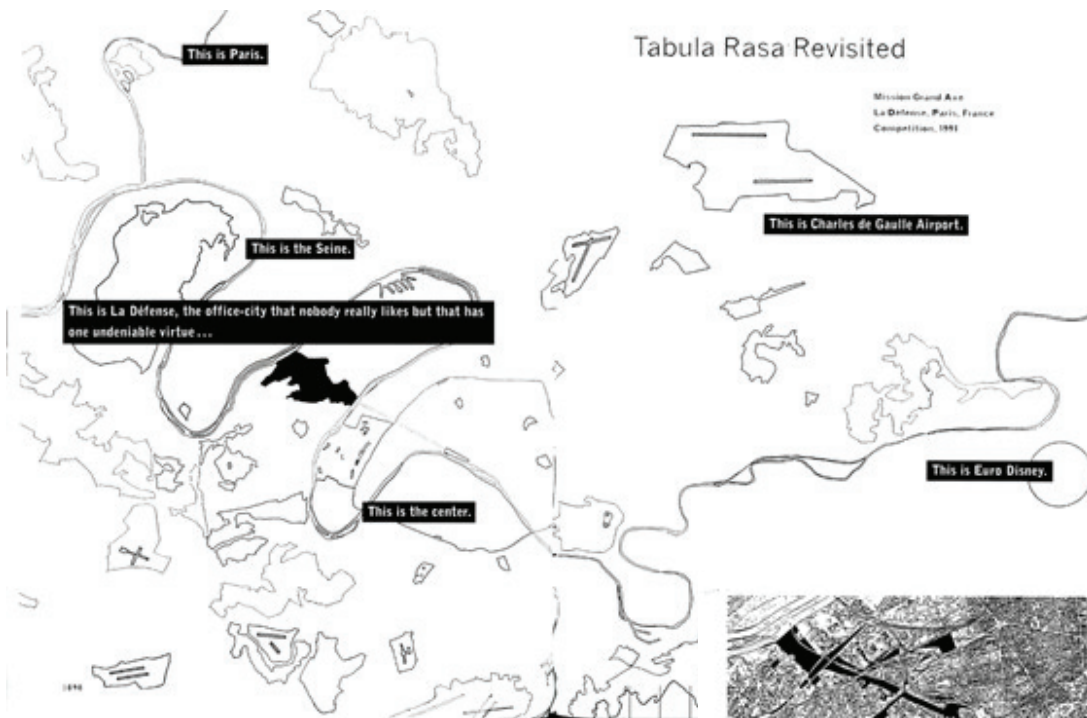 This is Paris.
Tabula Rasa Revisited
Mission Grand Axe
La Défense, Paris, France
Competition, 1991
This is Charles de Gaulle Airport.
This is the Seine.
This is La Défense, the office-city that nobody really likes but that has
one undeniable virtue...
This is Euro Disney.
This is the center.
1090